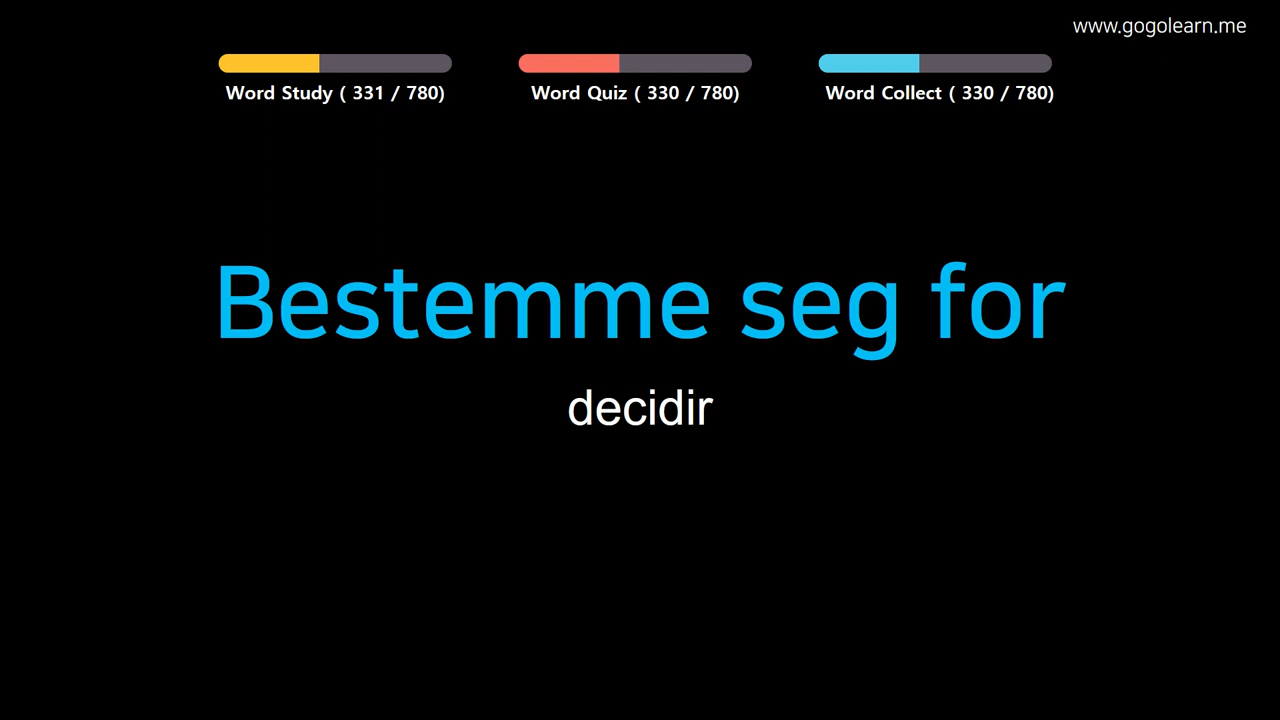 www.gogolearn.me
Word Study ( 331 / 780)
Word Quiz ( 330 / 780)
Word Collect ( 330 / 780)
Bestemme seg for
decidir